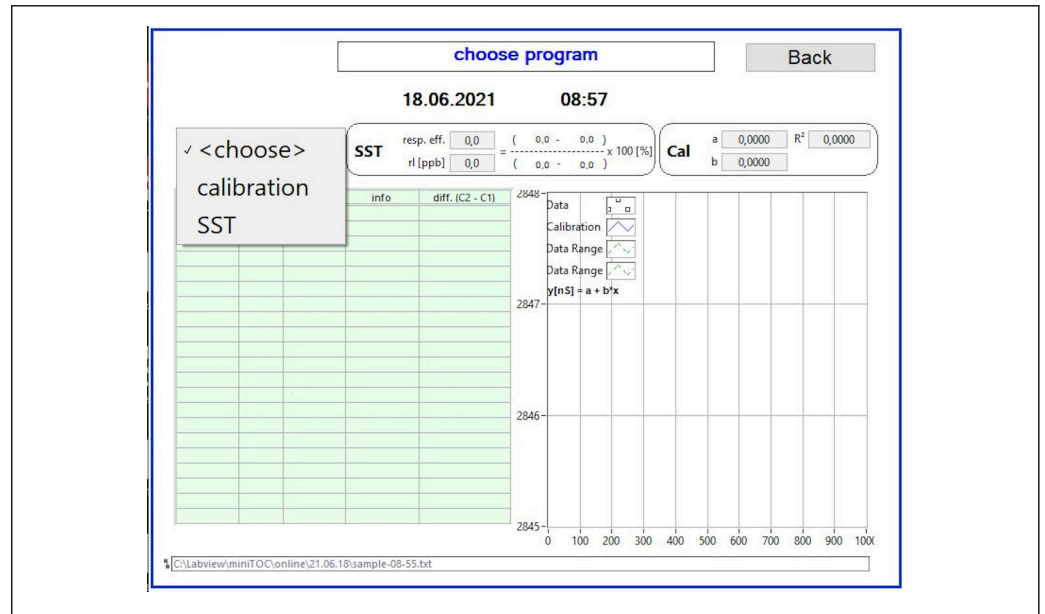 choose program
Back
18.06.2021 08:57
✓ <choose>
calibration
SST
SST resp. eff. 0,0 = ( 0,0 - 0,0 ) x 100 [%]
rl [ppb] 0,0 ( 0,0 - 0,0 )
Cal a 0,0000 R² 0,0000
b 0,0000
info diff. (C2 - C1)
2848
Data
Calibration
Data Range
Data Range
y[nS] = a + b*x
2847
2846
2845
0 100 200 300 400 500 600 700 800 900 100
C:\Labview\miniTOC\online\21.06.18\sample-08-55.txt